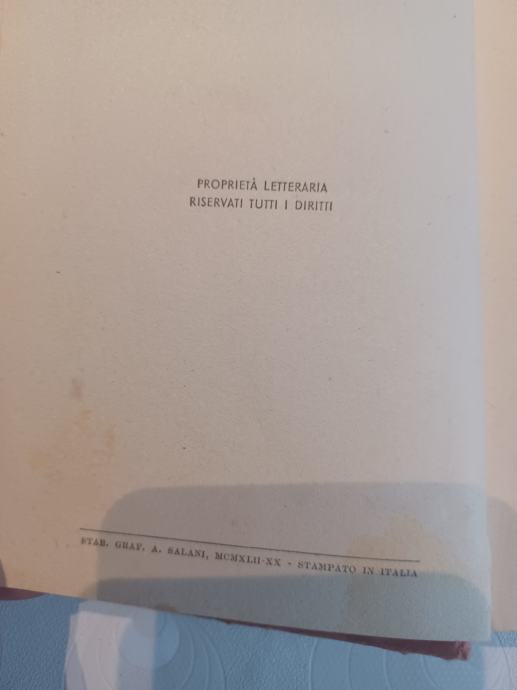 PROPRIETÀ LETTERARIA
RISERVATI TUTTI I DIRITTI
STAB. GRAF. A. SALANI, MCMXLII-XX - STAMPATO IN ITALIA